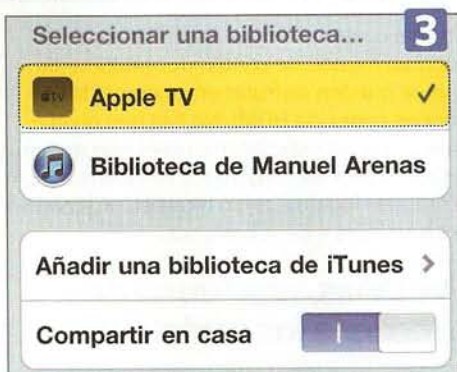 Seleccionar una biblioteca... 3
Apple TV
Biblioteca de Manuel Arenas
Añadir una biblioteca de iTunes >
Compartir en casa